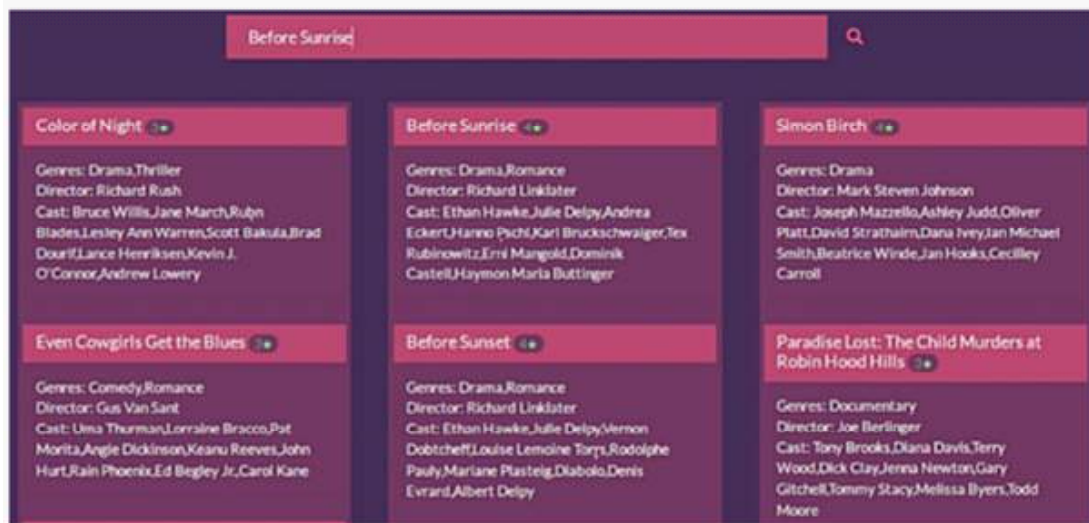 Before Sunrise
Color of Night
Genres: Drama,Thriller
Director: Richard Rush
Cast: Bruce Willis,Jane March,
Blades,Lesley Ann Warren,Scott Bakula,Brad
Dourif,Lance Henriksen,Kevin J.
O'Connor,Andrew Lowery
Before Sunrise 4★
Genres: Drama,Romance
Director: Richard Linklater
Cast: Ethan Hawke,Julie Delpy,Andrea
Eckert,Hanno Pschl,Karl Bruckschwaiger,Tex
Rubinowitz,Erni Mangold,Dominik
Castell,Haymon Maria Buttinger
Simon Birch 4★
Genres: Drama
Director: Mark Steven Johnson
Cast: Joseph Mazzello,Ashley Judd,Oliver
Platt,David Strathairn,Dana Ivey,Jan Michael
Smith,Beatrice Winde,Jan Hooks,Cecilley
Carroll
Even Cowgirls Get the Blues
Genres: Comedy,Romance
Director: Gus Van Sant
Cast: Uma Thurman,Lorraine Bracco,Pat
Morita,Angie Dickinson,Keanu Reeves,John
Hurt,Rain Phoenix,Ed Begley Jr.,Carol Kane
Before Sunset 4★
Genres: Drama,Romance
Director: Richard Linklater
Cast: Ethan Hawke,Julie Delpy,Vernon
Dobtcheff,Louise Lemoine Torrs,Rodolphe
Pauly,Mariane Plasteig,Diabolo,Denis
Evrard,Albert Delpy
Paradise Lost: The Child Murders at
Robin Hood Hills
Genres: Documentary
Director: Joe Berlinger
Cast: Tony Brooks,Diana Davis,Terry
Wood,Dick Clay,Jenna Newton,Gary
Gitchell,Tommy Stacy,Melissa Byers,Todd
Moore